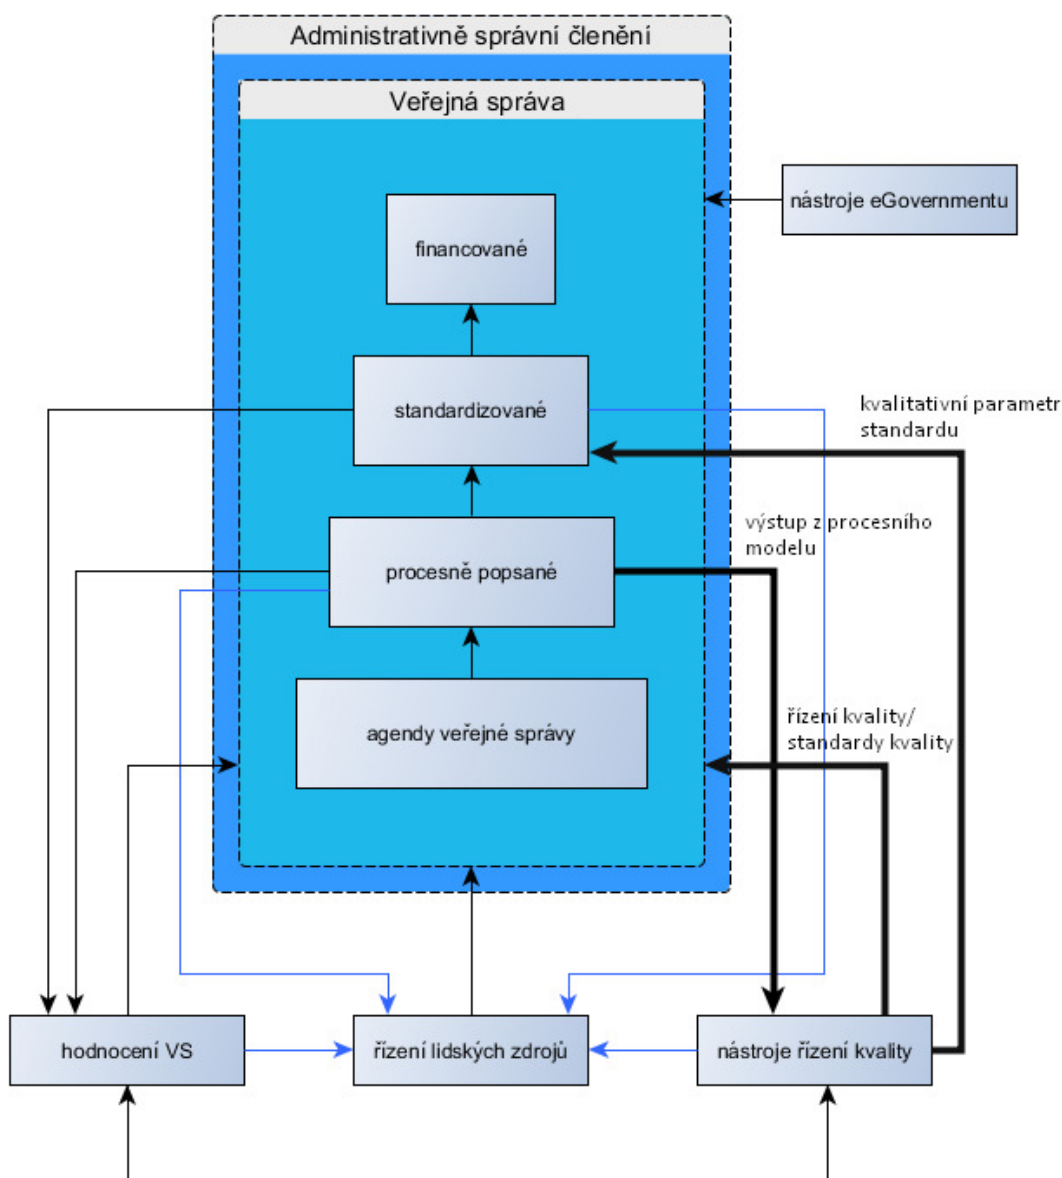 Administrativně správní členění
Veřejná správa
nástroje eGovernmentu
financované
standardizované
kvalitativní parametr
standardu
výstup z procesního
modelu
procesně popsané
agendy veřejné správy
řízení kvality/
standardy kvality
hodnocení VS
řízení lidských zdrojů
nástroje řízení kvality